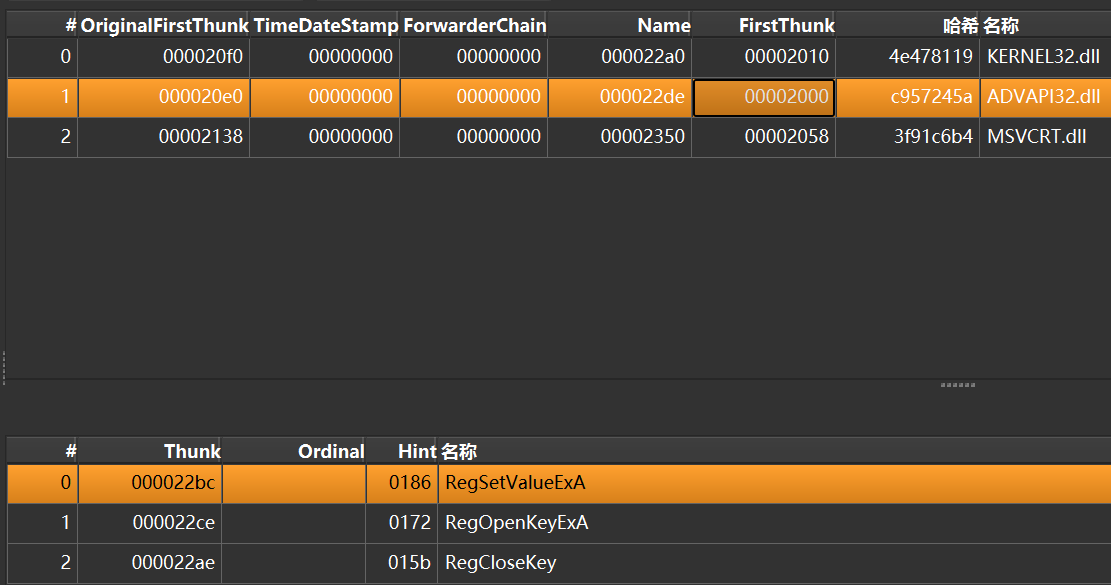 # OriginalFirstThunk TimeDateStamp ForwarderChain Name FirstThunk 哈希 名称
0 000020f0 00000000 00000000 000022a0 00002010 4e478119 KERNEL32.dll
1 000020e0 00000000 00000000 000022de 00002000 c957245a ADVAPI32.dll
2 00002138 00000000 00000000 00002350 00002058 3f91c6b4 MSVCRT.dll
# Thunk Ordinal Hint 名称
0 000022bc 0186 RegSetValueExA
1 000022ce 0172 RegOpenKeyExA
2 000022ae 015b RegCloseKey